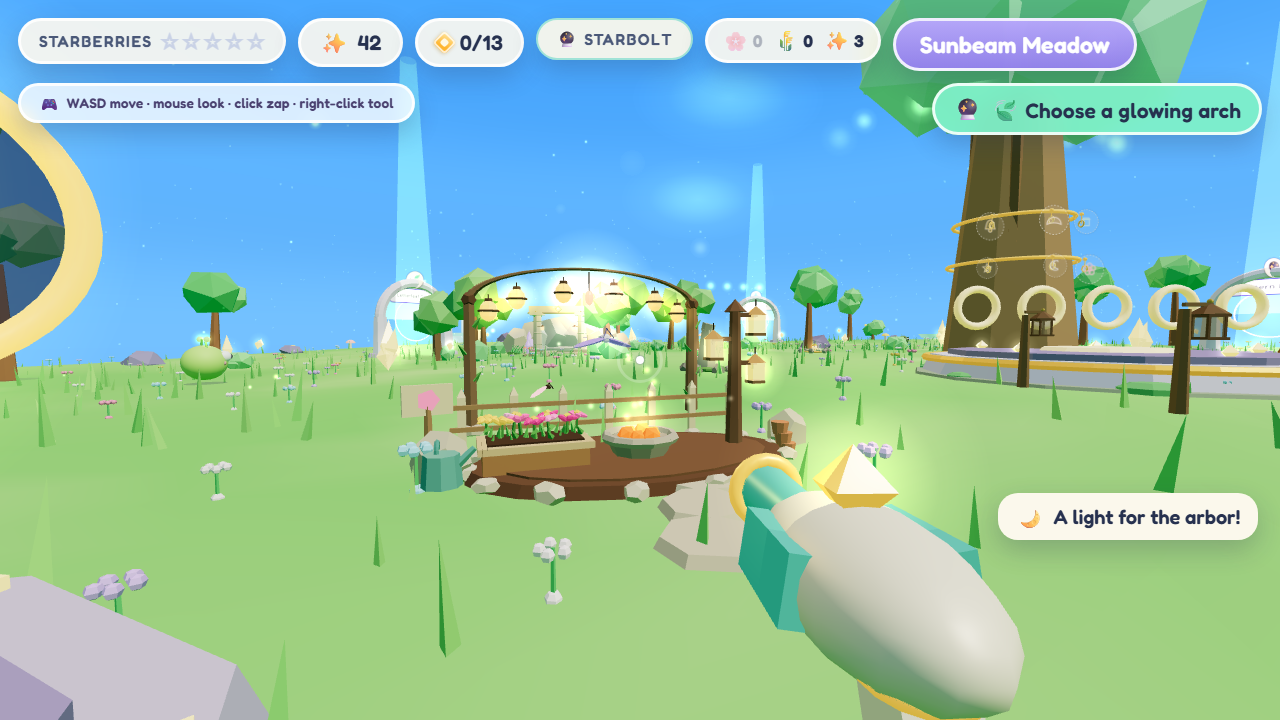 STARBERRIES
42
0/13
STARBOLT
0
0
3
Sunbeam Meadow
WASD move · mouse look · click zap · right-click tool
Choose a glowing arch
A light for the arbor!